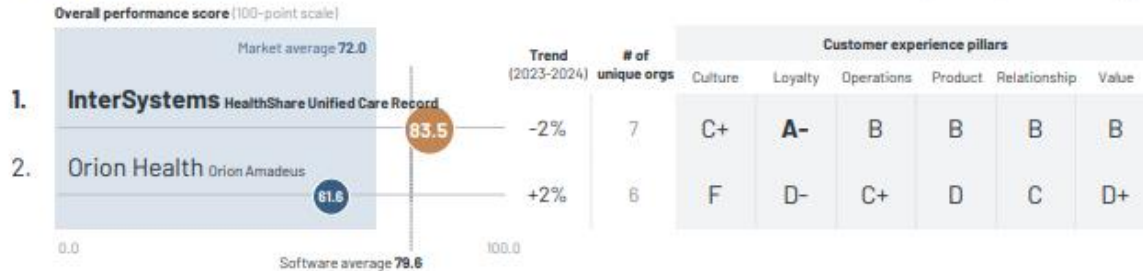 Overall performance score (100-point scale)
Market average 72.0
Trend (2023-2024)
# of unique orgs
Customer experience pillars
Culture Loyalty Operations Product Relationship Value
1. InterSystems HealthShare Unified Care Record
83.5 -2% 7 C+ A- B B B B
2. Orion Health Orion Amadeus
61.6 +2% 6 F D- C+ D C D+
0.0 100.0
Software average 79.6